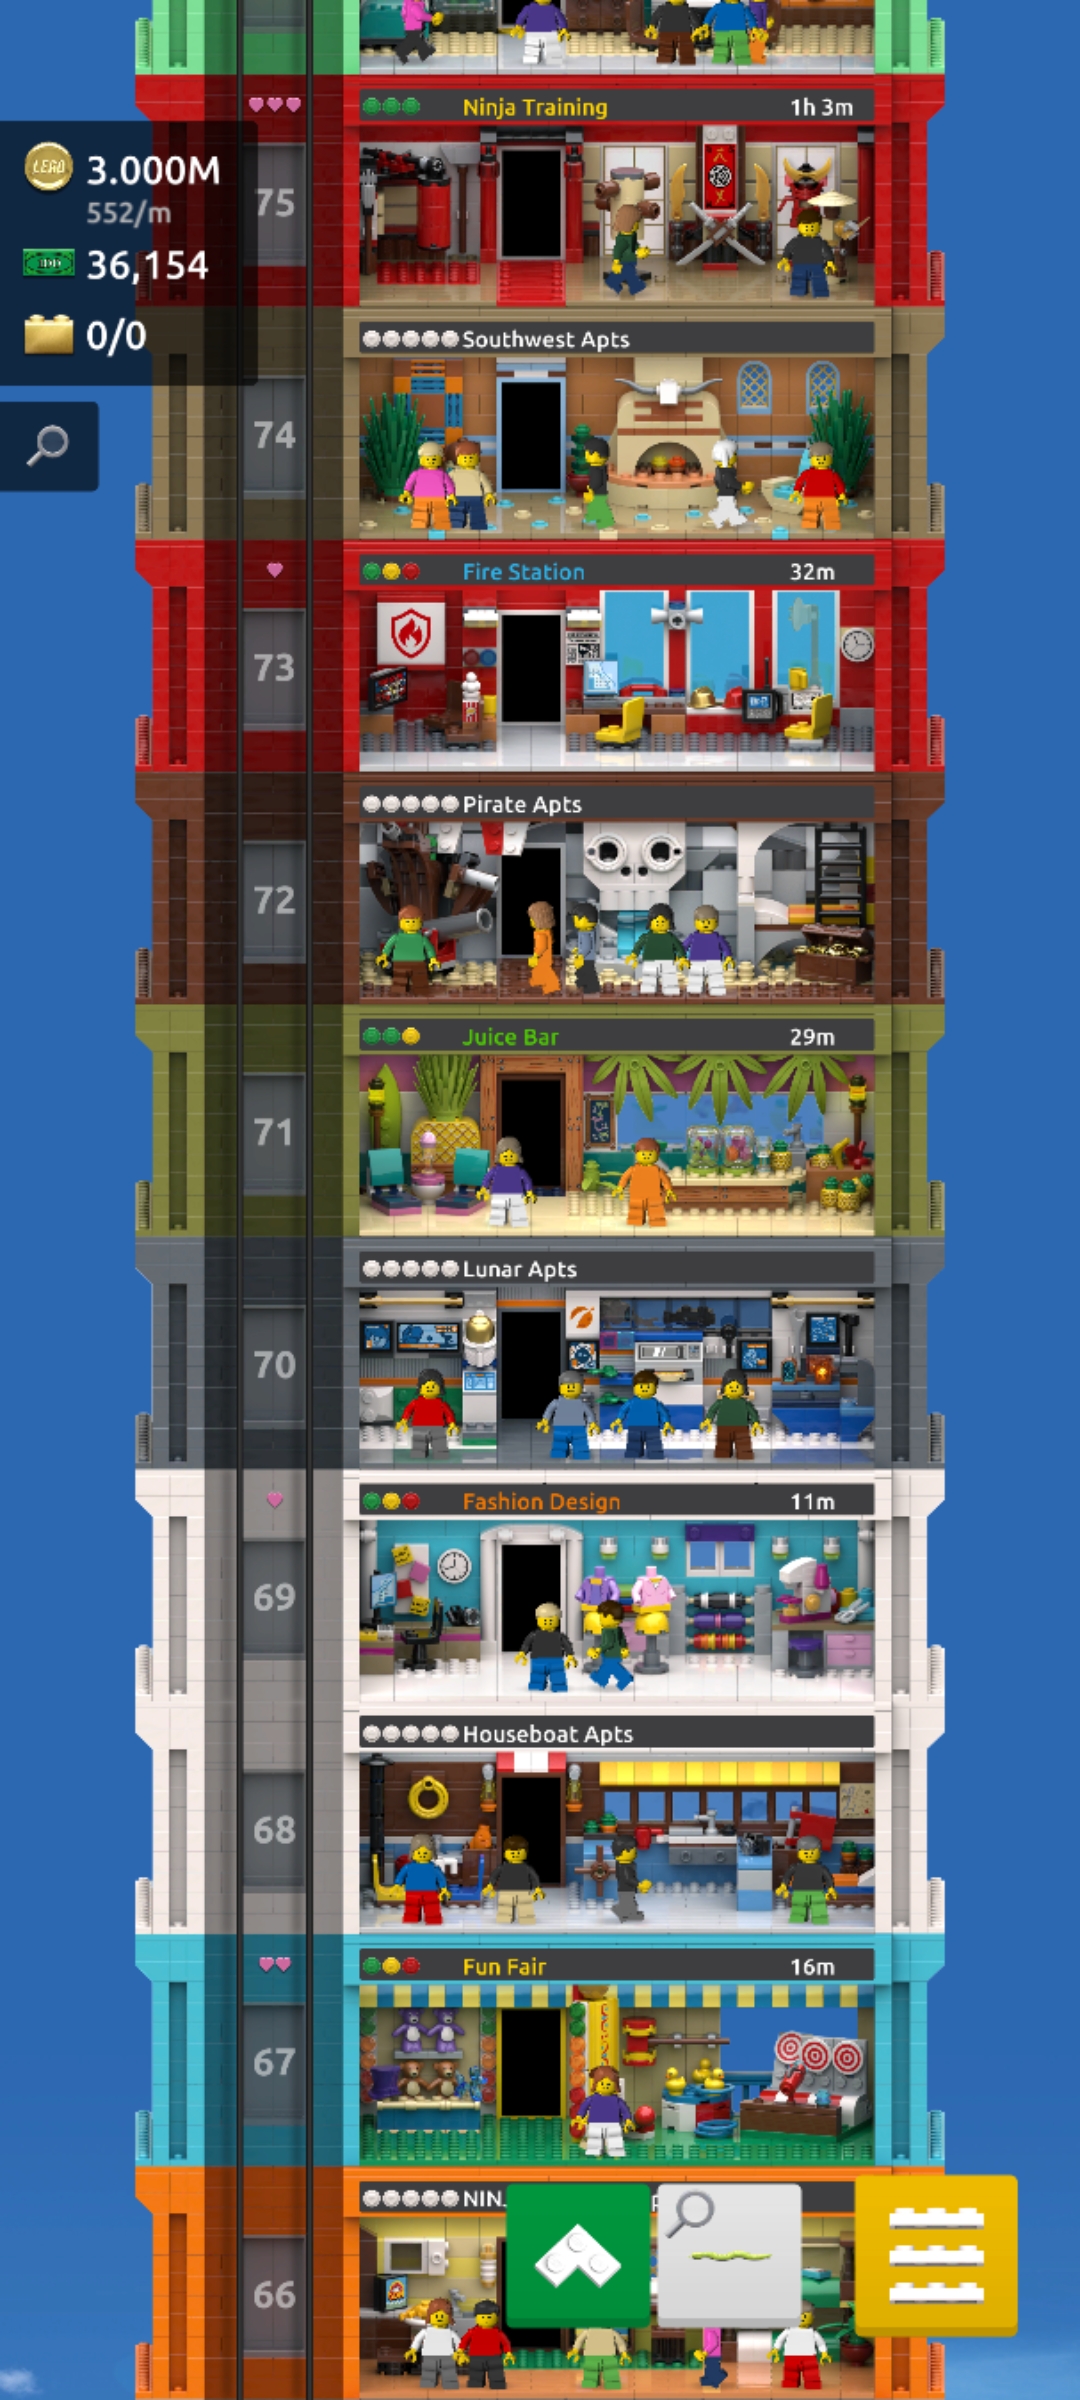 Ninja Training 1h 3m
LEGO 3.000M
552/m
75
36,154
0/0
Southwest Apts
74
Fire Station 32m
73
Pirate Apts
72
Juice Bar 29m
71
Lunar Apts
70
Fashion Design 11m
69
Houseboat Apts
68
Fun Fair 16m
67
NIN
66